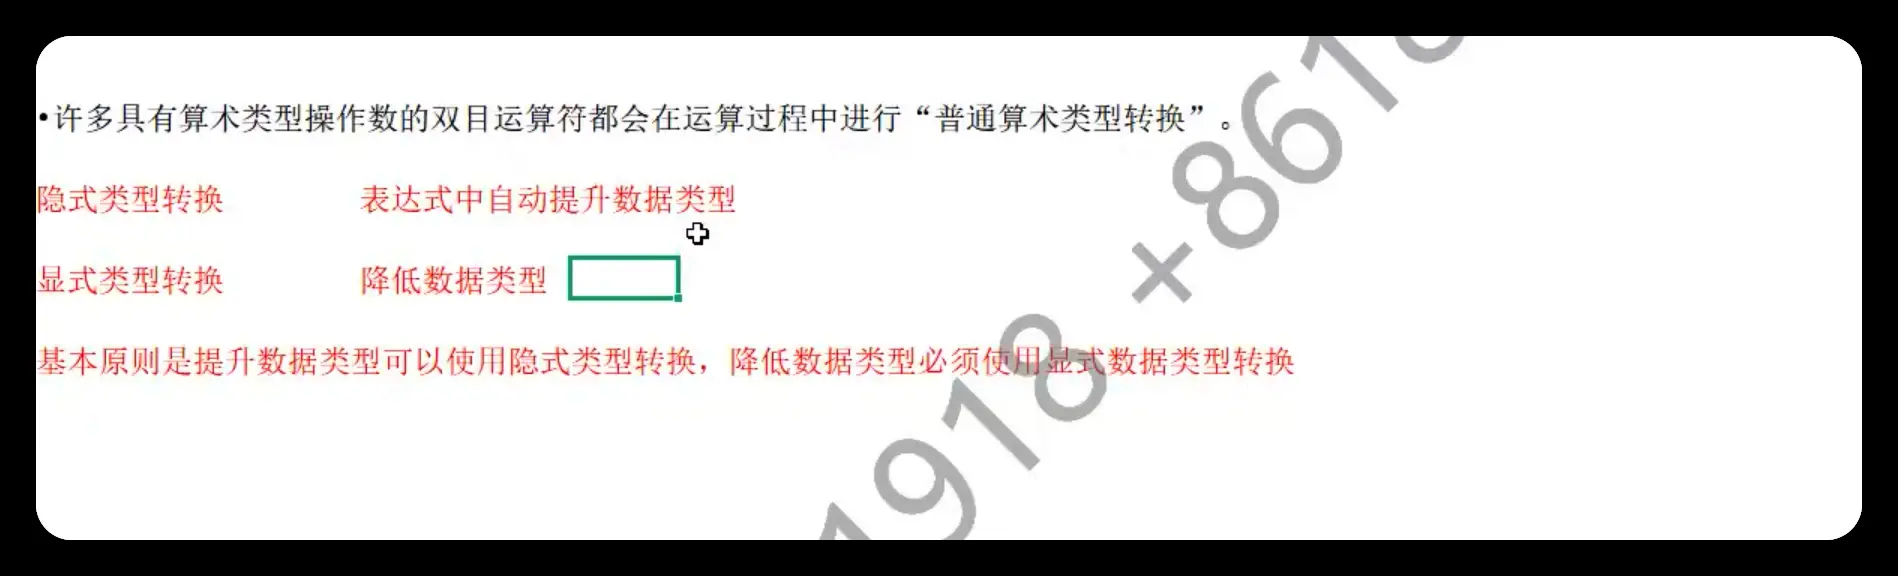 •许多具有算术类型操作数的双目运算符都会在运算过程中进行“普通算术类型转换”。
隐式类型转换 表达式中自动提升数据类型
显式类型转换 降低数据类型
基本原则是提升数据类型可以使用隐式类型转换，降低数据类型必须使用显式数据类型转换
1918 +8618